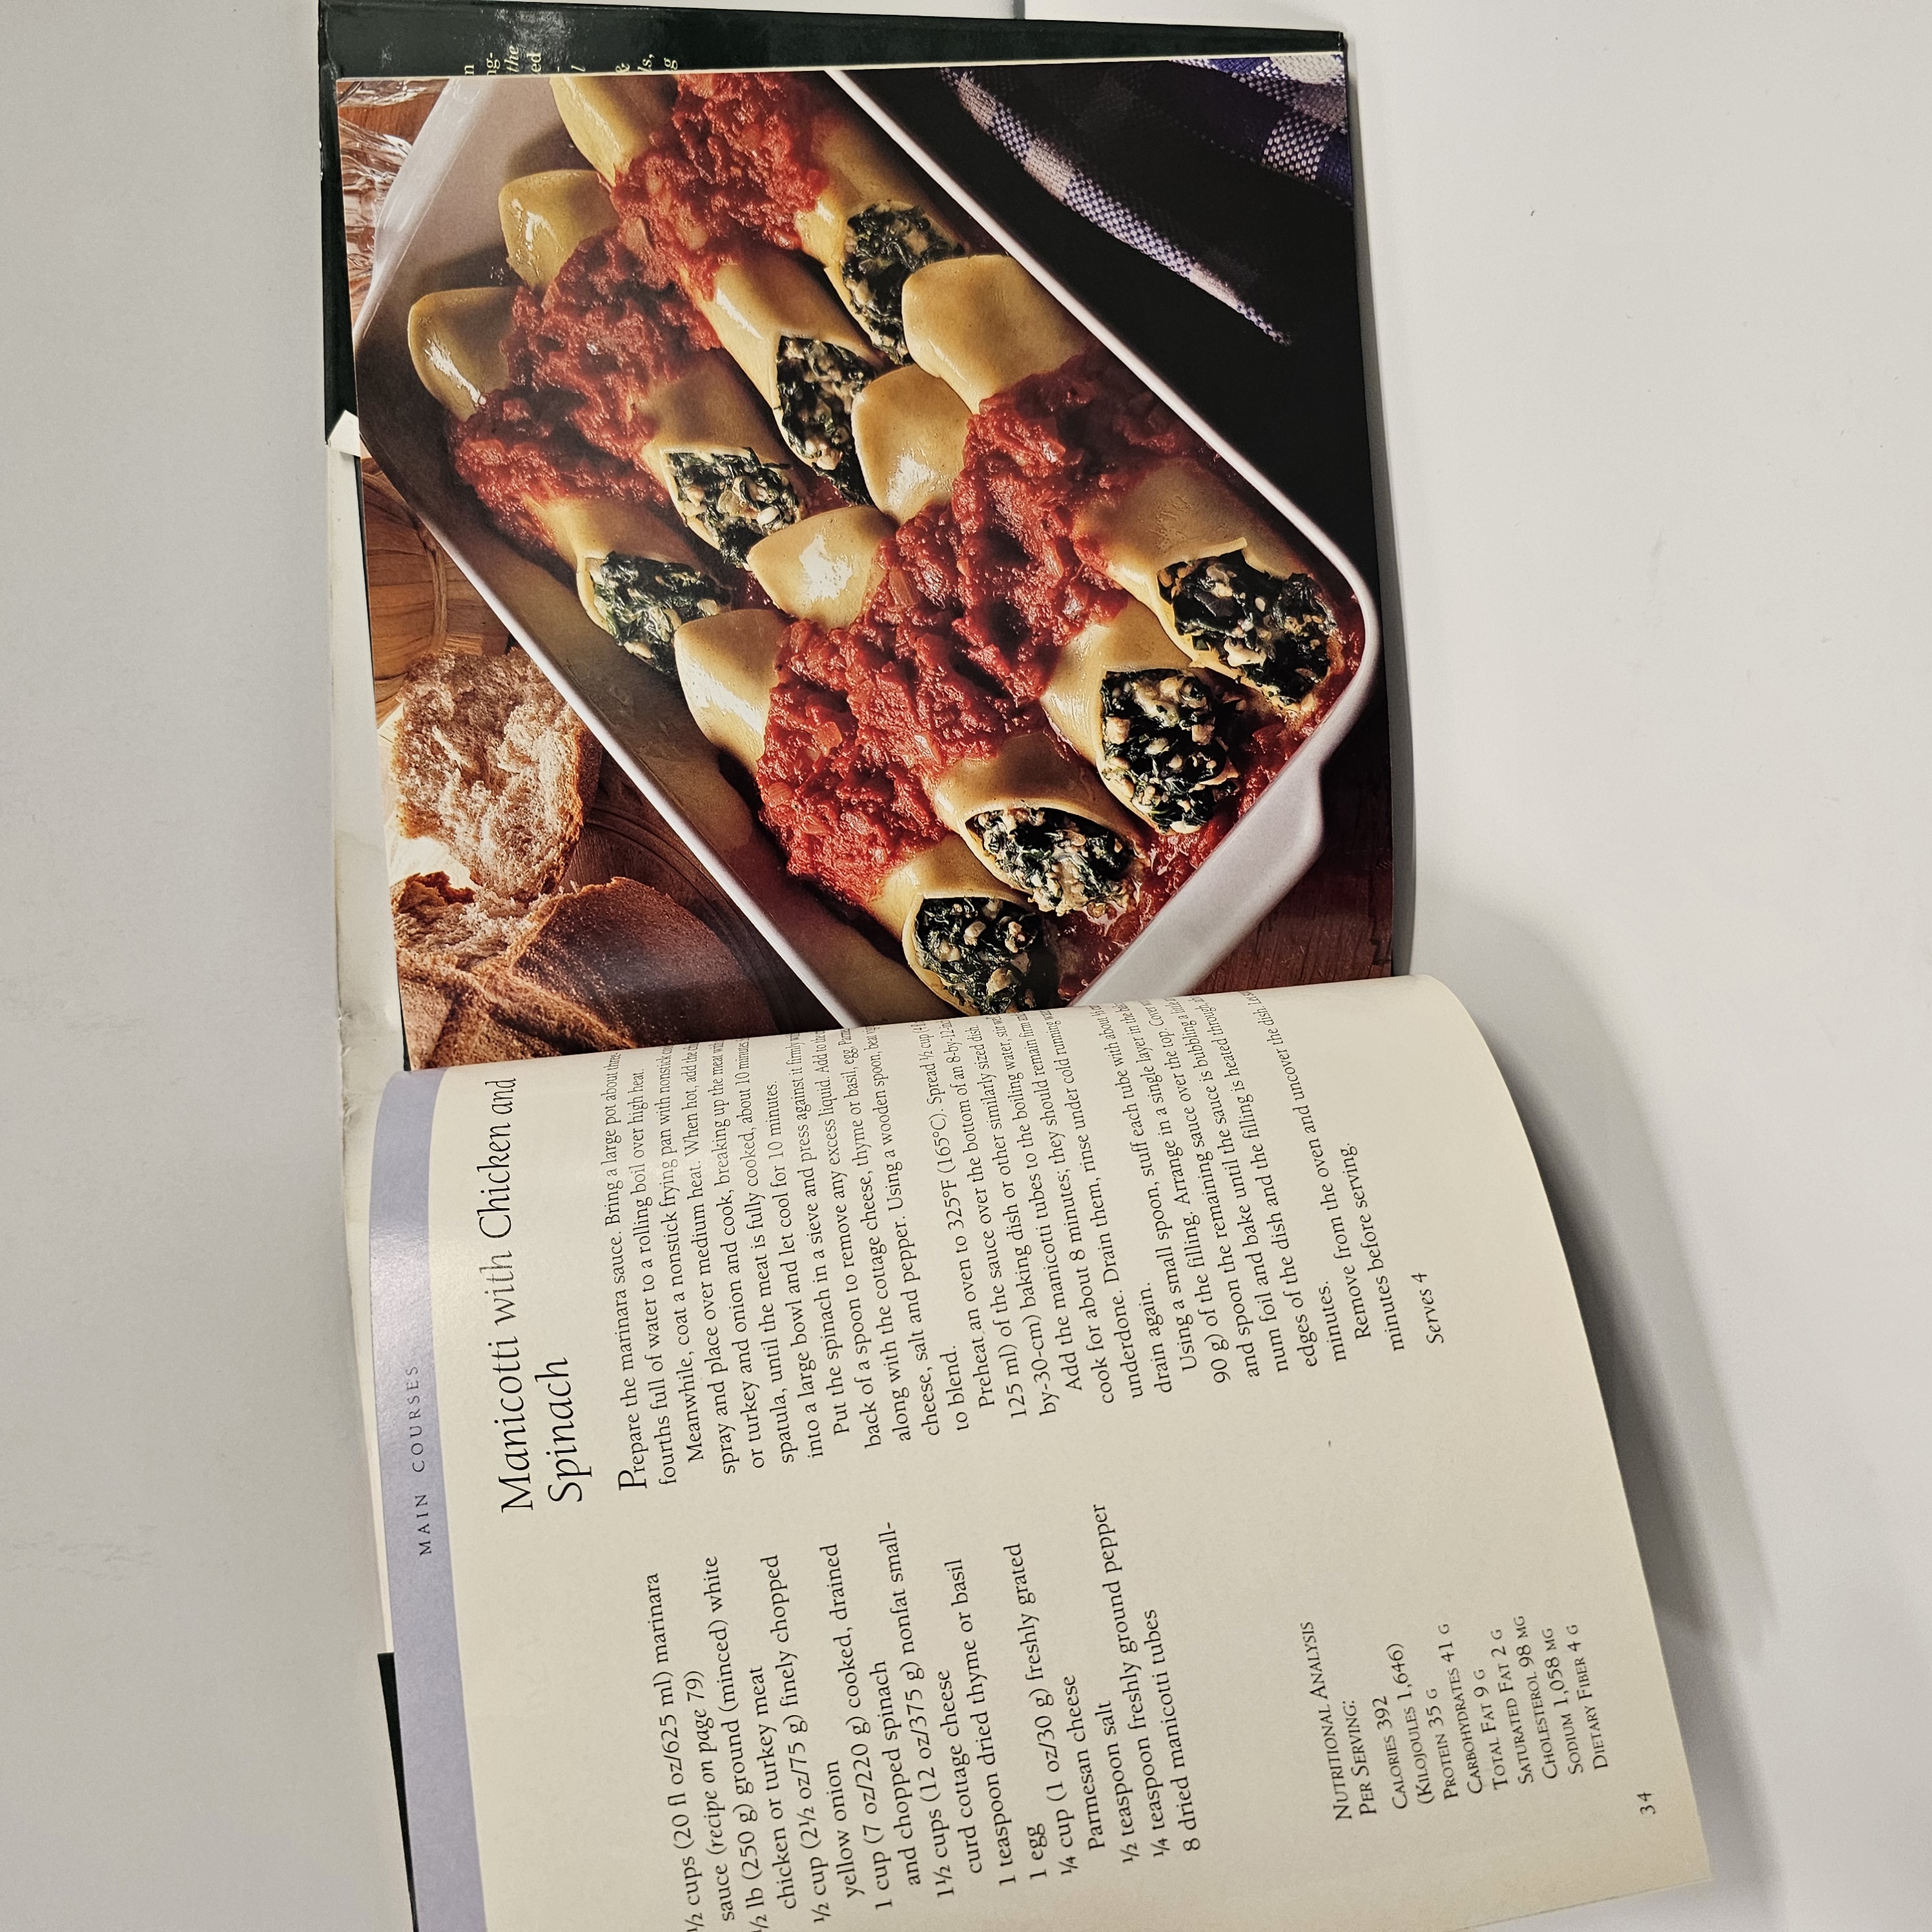 MAIN COURSES
Manicotti with Chicken and
Spinach
½ cups (20 fl oz/625 ml) marinara
sauce (recipe on page 79)
½ lb (250 g) ground (minced) white
chicken or turkey meat
½ cup (2½ oz/75 g) finely chopped
yellow onion
1 cup (7 oz/220 g) cooked, drained
and chopped spinach
1½ cups (12 oz/375 g) nonfat small-
curd cottage cheese
1 teaspoon dried thyme or basil
1 egg
¼ cup (1 oz/30 g) freshly grated
Parmesan cheese
½ teaspoon salt
¼ teaspoon freshly ground pepper
8 dried manicotti tubes
NUTRITIONAL ANALYSIS
PER SERVING:
CALORIES 392
(KILOJOULES 1,646)
PROTEIN 35 G
CARBOHYDRATES 41 G
TOTAL FAT 9 G
SATURATED FAT 2 G
CHOLESTEROL 98 MG
SODIUM 1,058 MG
DIETARY FIBER 4 G
34
Prepare the marinara sauce. Bring a large pot about three-
fourths full of water to a rolling boil over high heat.
Meanwhile, coat a nonstick frying pan with nonstick
spray and place over medium heat. When hot, add the
or turkey and onion and cook, breaking up the meat with
spatula, until the meat is fully cooked, about 10 minutes
into a large bowl and let cool for 10 minutes.
Put the spinach in a sieve and press against it firmly
back of a spoon to remove any excess liquid. Add to the
along with the cottage cheese, thyme or basil, egg,
cheese, salt and pepper. Using a wooden spoon, beat
to blend.
Preheat an oven to 325°F (165°C). Spread ½ cup
125 ml) of the sauce over the bottom of an 8-by-12-
by-30-cm) baking dish or other similarly sized dish.
Add the manicotti tubes to the boiling water, stir
cook for about 8 minutes; they should remain firm
underdone. Drain them, rinse under cold running
drain again.
Using a small spoon, stuff each tube with about
90 g) of the filling. Arrange in a single layer in the
and spoon the remaining sauce over the top. Cover
num foil and bake until the sauce is bubbling a little
edges of the dish and the filling is heated through,
minutes.
Remove from the oven and uncover the dish. Let
minutes before serving.
Serves 4
the